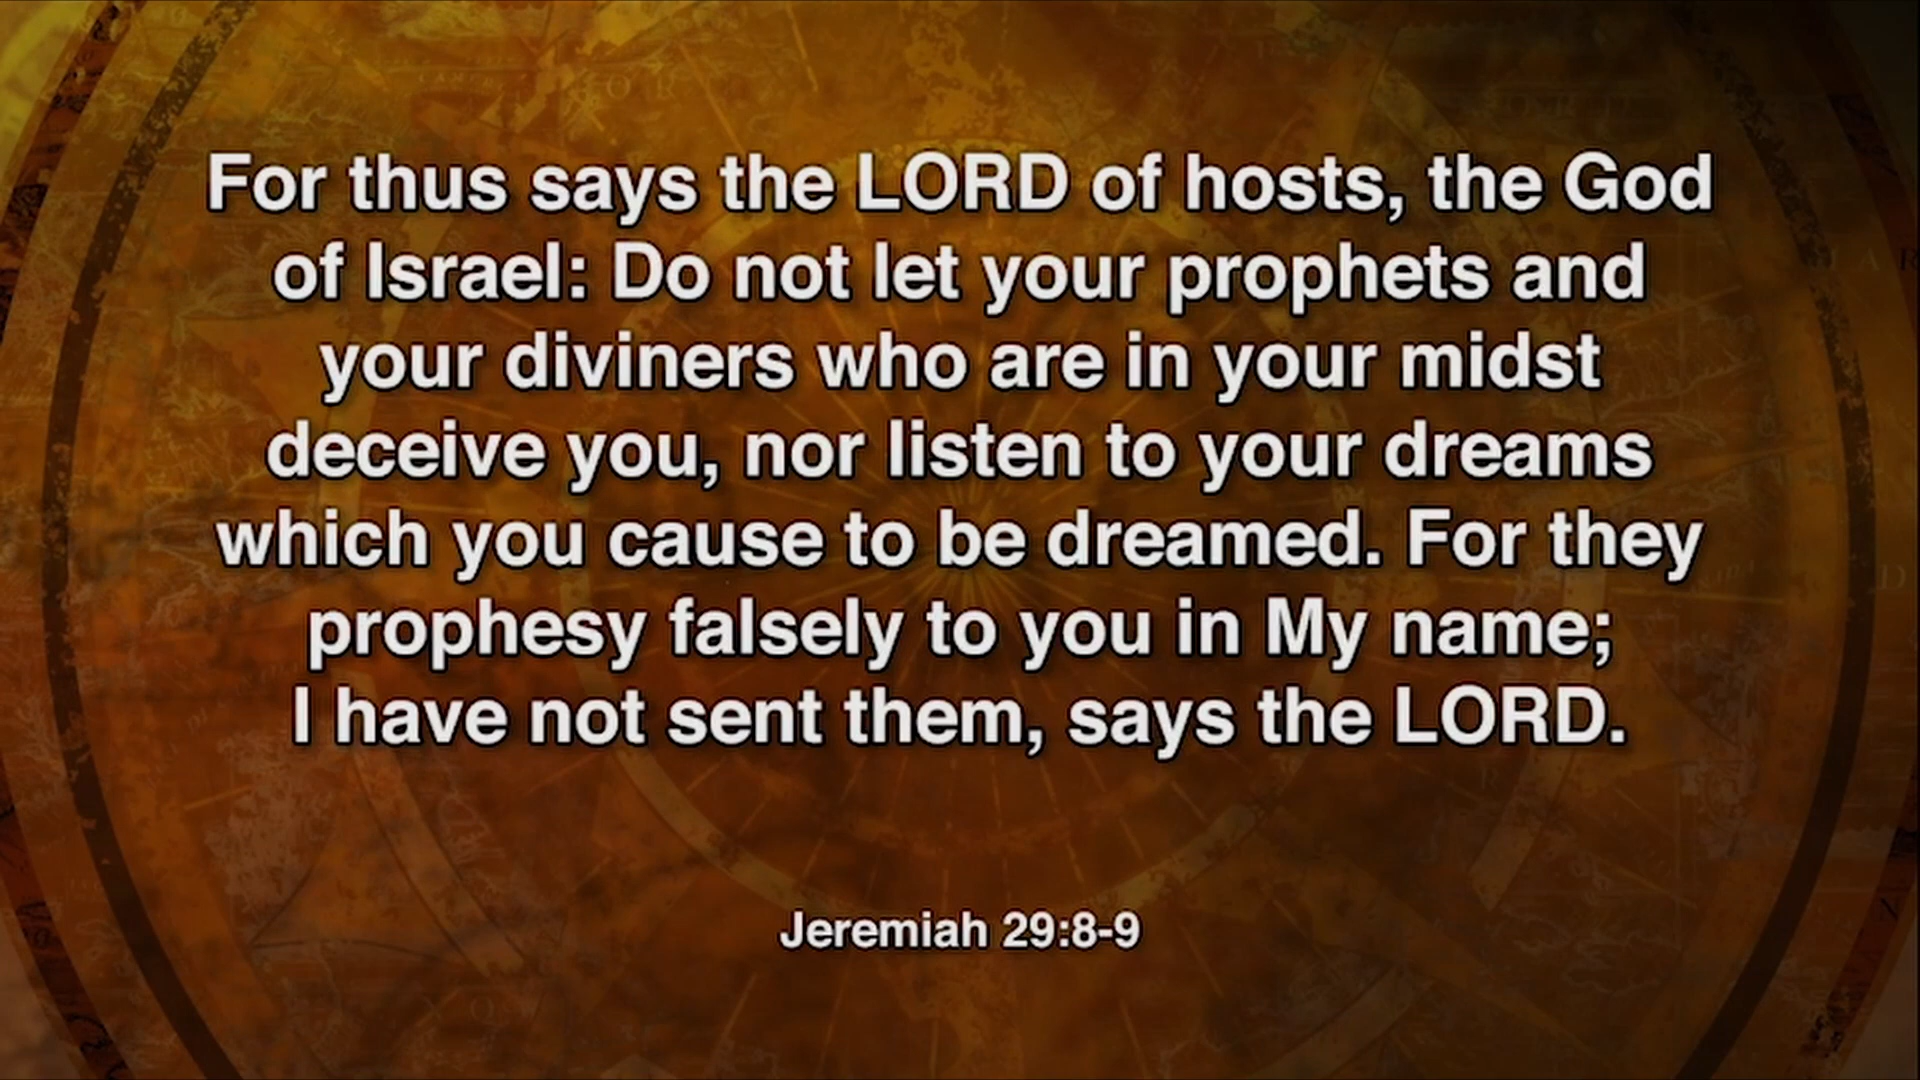 For thus says the LORD of hosts, the God
of Israel: Do not let your prophets and
your diviners who are in your midst
deceive you, nor listen to your dreams
which you cause to be dreamed. For they
prophesy falsely to you in My name;
I have not sent them, says the LORD.
Jeremiah 29:8-9